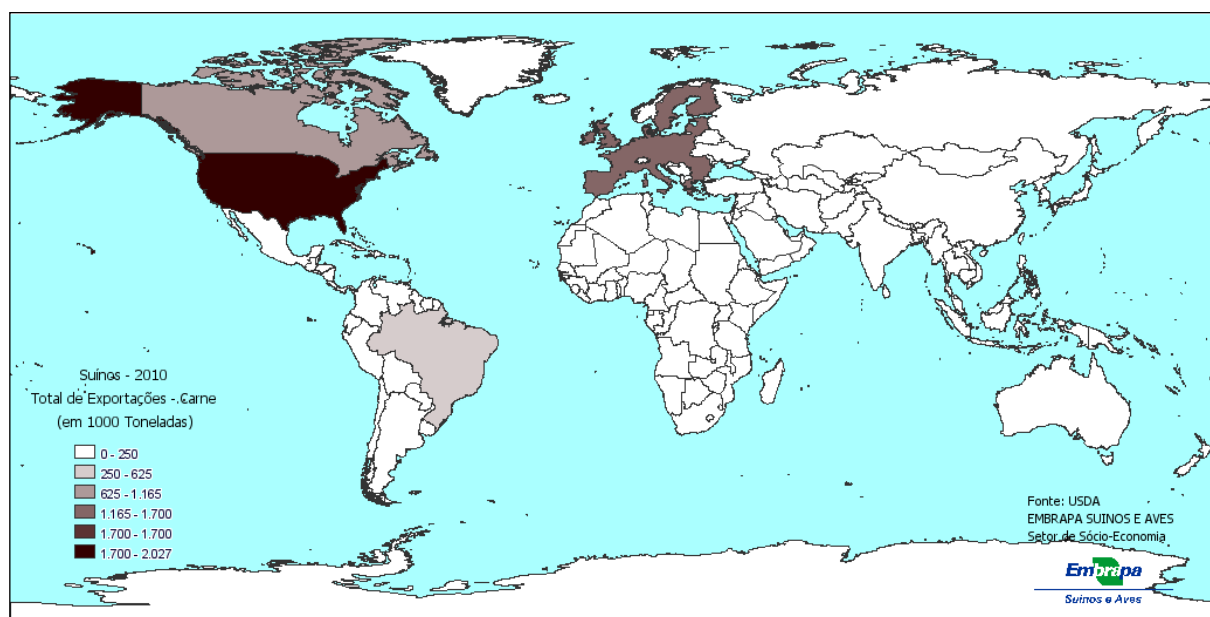 Suínos - 2010
Total de Exportações - Carne
(em 1000 Toneladas)
0 - 250
250 - 625
625 - 1.165
1.165 - 1.700
1.700 - 1.700
1.700 - 2.027
Fonte: USDA
EMBRAPA SUINOS E AVES
Setor de Sócio-Economia
Embrapa
Suínos e Aves